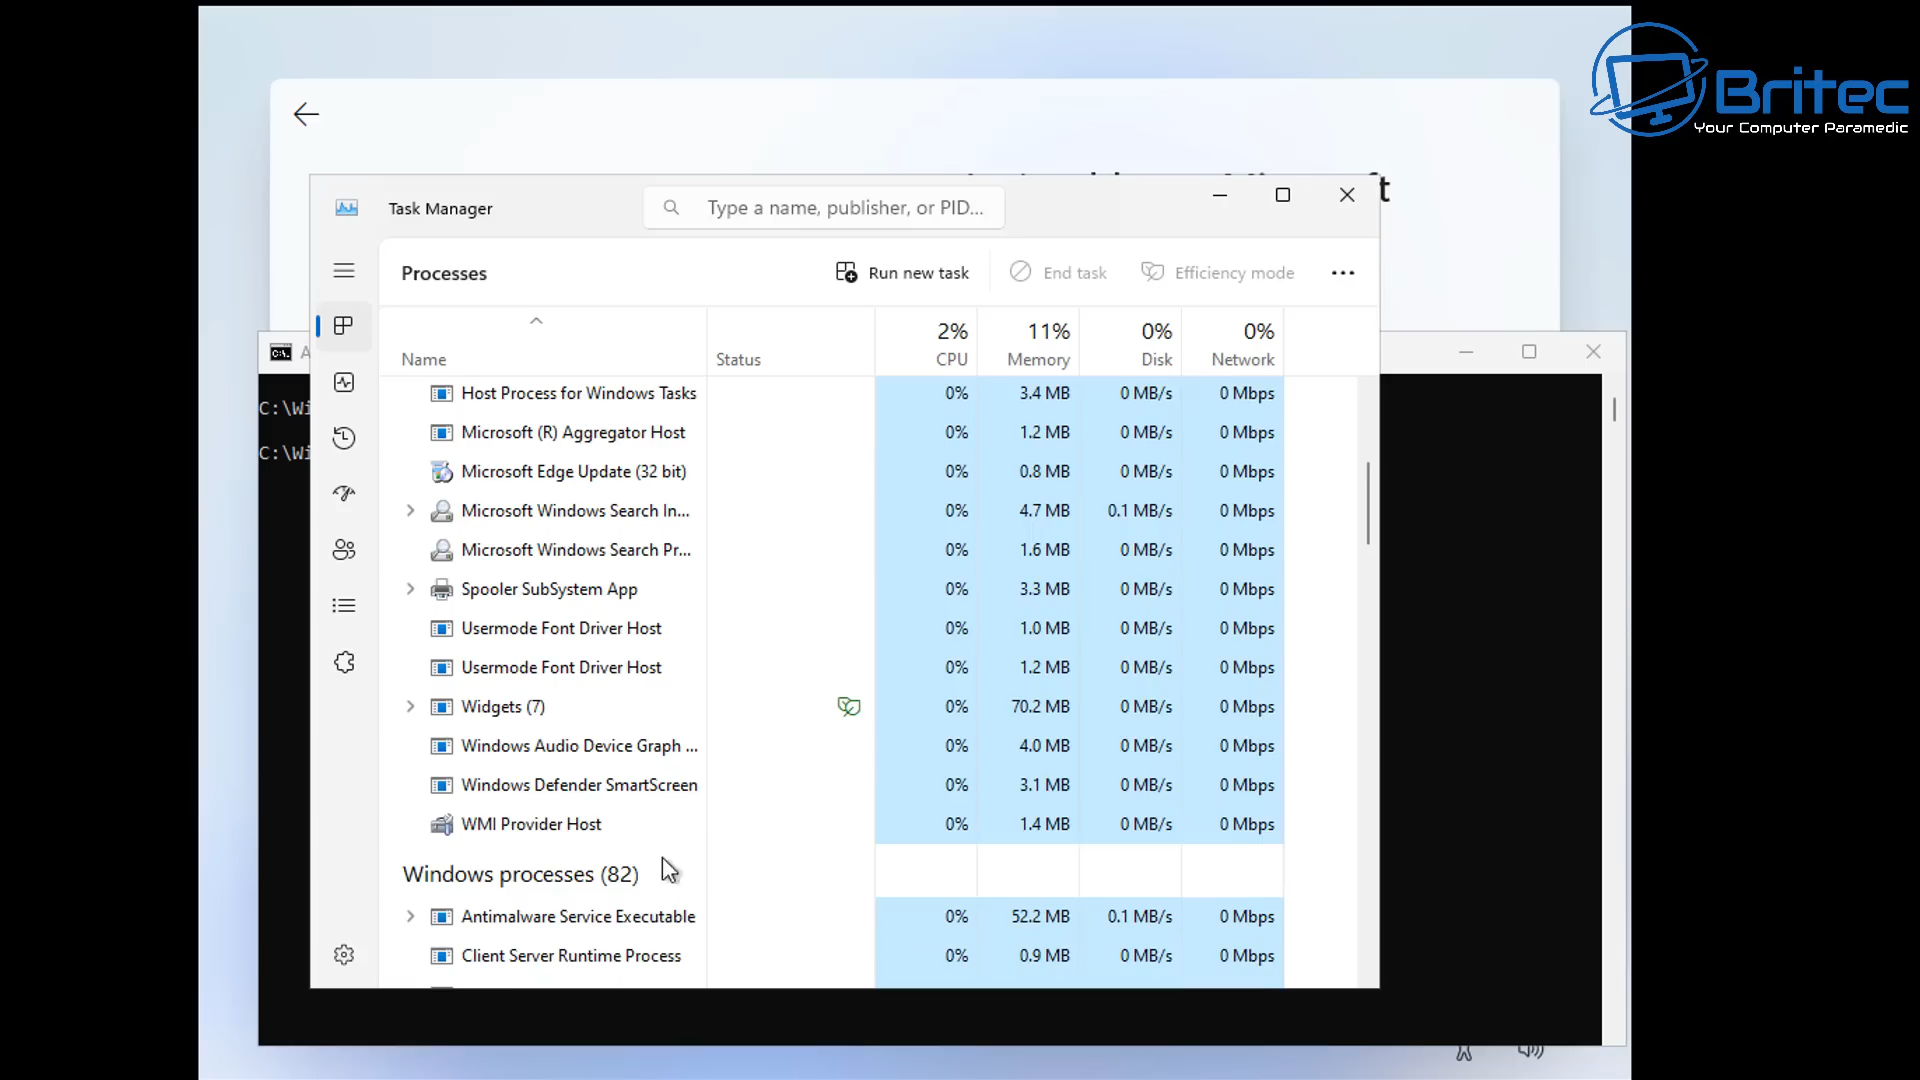 Britec
Your Computer Paramedic
Task Manager
Type a name, publisher, or PID...
Processes
Run new task
End task
Efficiency mode
Name
Status
2%
CPU
11%
Memory
0%
Disk
0%
Network
Host Process for Windows Tasks 0% 3.4 MB 0 MB/s 0 Mbps
Microsoft (R) Aggregator Host 0% 1.2 MB 0 MB/s 0 Mbps
Microsoft Edge Update (32 bit) 0% 0.8 MB 0 MB/s 0 Mbps
Microsoft Windows Search In... 0% 4.7 MB 0.1 MB/s 0 Mbps
Microsoft Windows Search Pr... 0% 1.6 MB 0 MB/s 0 Mbps
Spooler SubSystem App 0% 3.3 MB 0 MB/s 0 Mbps
Usermode Font Driver Host 0% 1.0 MB 0 MB/s 0 Mbps
Usermode Font Driver Host 0% 1.2 MB 0 MB/s 0 Mbps
Widgets (7) 0% 70.2 MB 0 MB/s 0 Mbps
Windows Audio Device Graph ... 0% 4.0 MB 0 MB/s 0 Mbps
Windows Defender SmartScreen 0% 3.1 MB 0 MB/s 0 Mbps
WMI Provider Host 0% 1.4 MB 0 MB/s 0 Mbps
Windows processes (82)
Antimalware Service Executable 0% 52.2 MB 0.1 MB/s 0 Mbps
Client Server Runtime Process 0% 0.9 MB 0 MB/s 0 Mbps
C:\Wi
C:\Wi